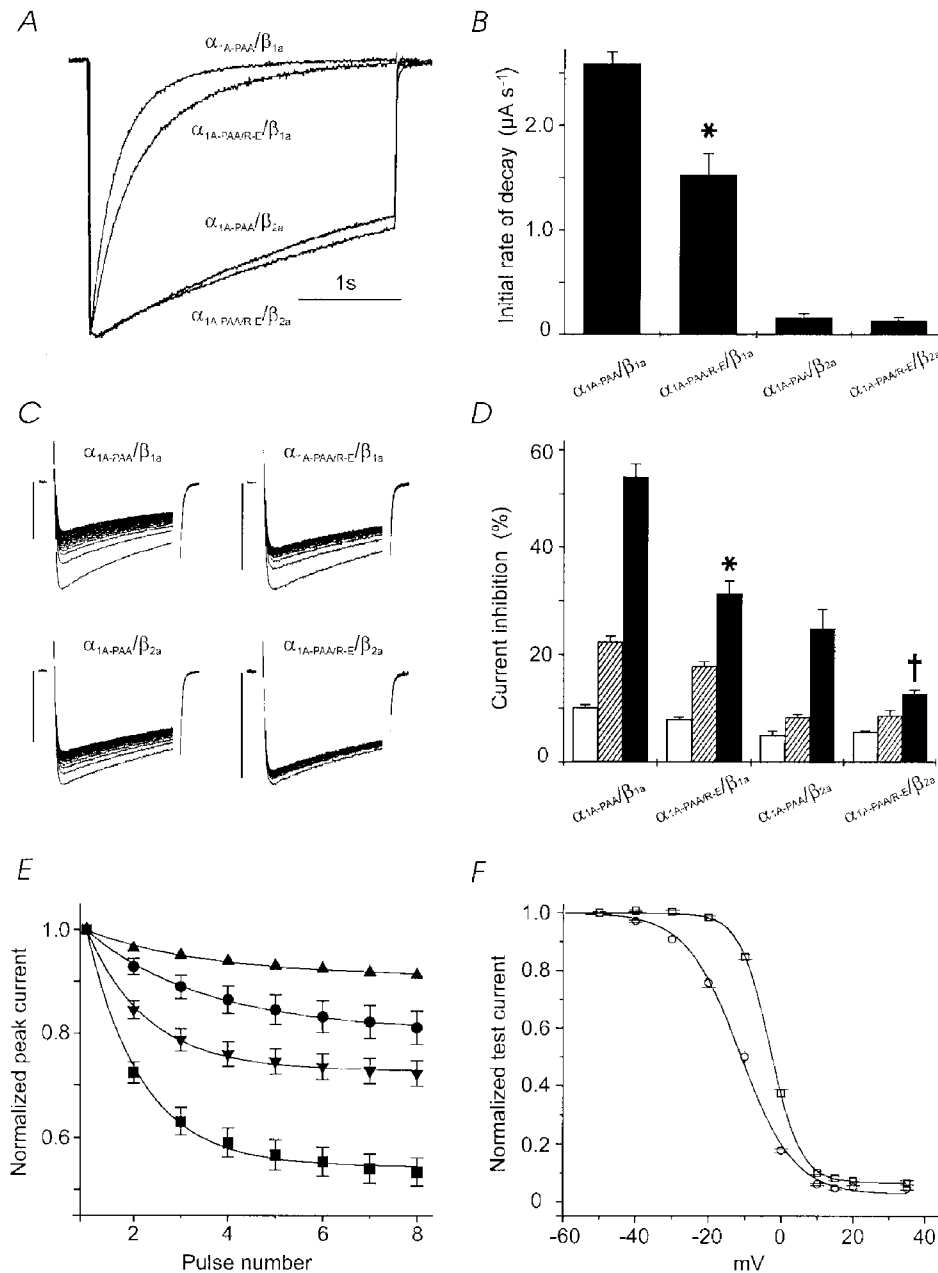 A
α1A-PAA/β1a
α1A-PAA/R-E/β1a
α1A-PAA/β2a
1s
α1A-PAA/R-E/β2a
B
Initial rate of decay (µA s⁻¹)
2.0
1.0
0
*
α1A-PAA/β1a
α1A-PAA/R-E/β1a
α1A-PAA/β2a
α1A-PAA/R-E/β2a
C
α1A-PAA/β1a
α1A-PAA/R-E/β1a
α1A-PAA/β2a
α1A-PAA/R-E/β2a
D
Current inhibition (%)
60
40
20
0
*
†
α1A-PAA/β1a
α1A-PAA/R-E/β1a
α1A-PAA/β2a
α1A-PAA/R-E/β2a
E
Normalized peak current
1.0
0.8
0.6
2 4 6 8
Pulse number
F
Normalized test current
1.0
0.8
0.6
0.4
0.2
0
-60 -40 -20 0 20 40
mV